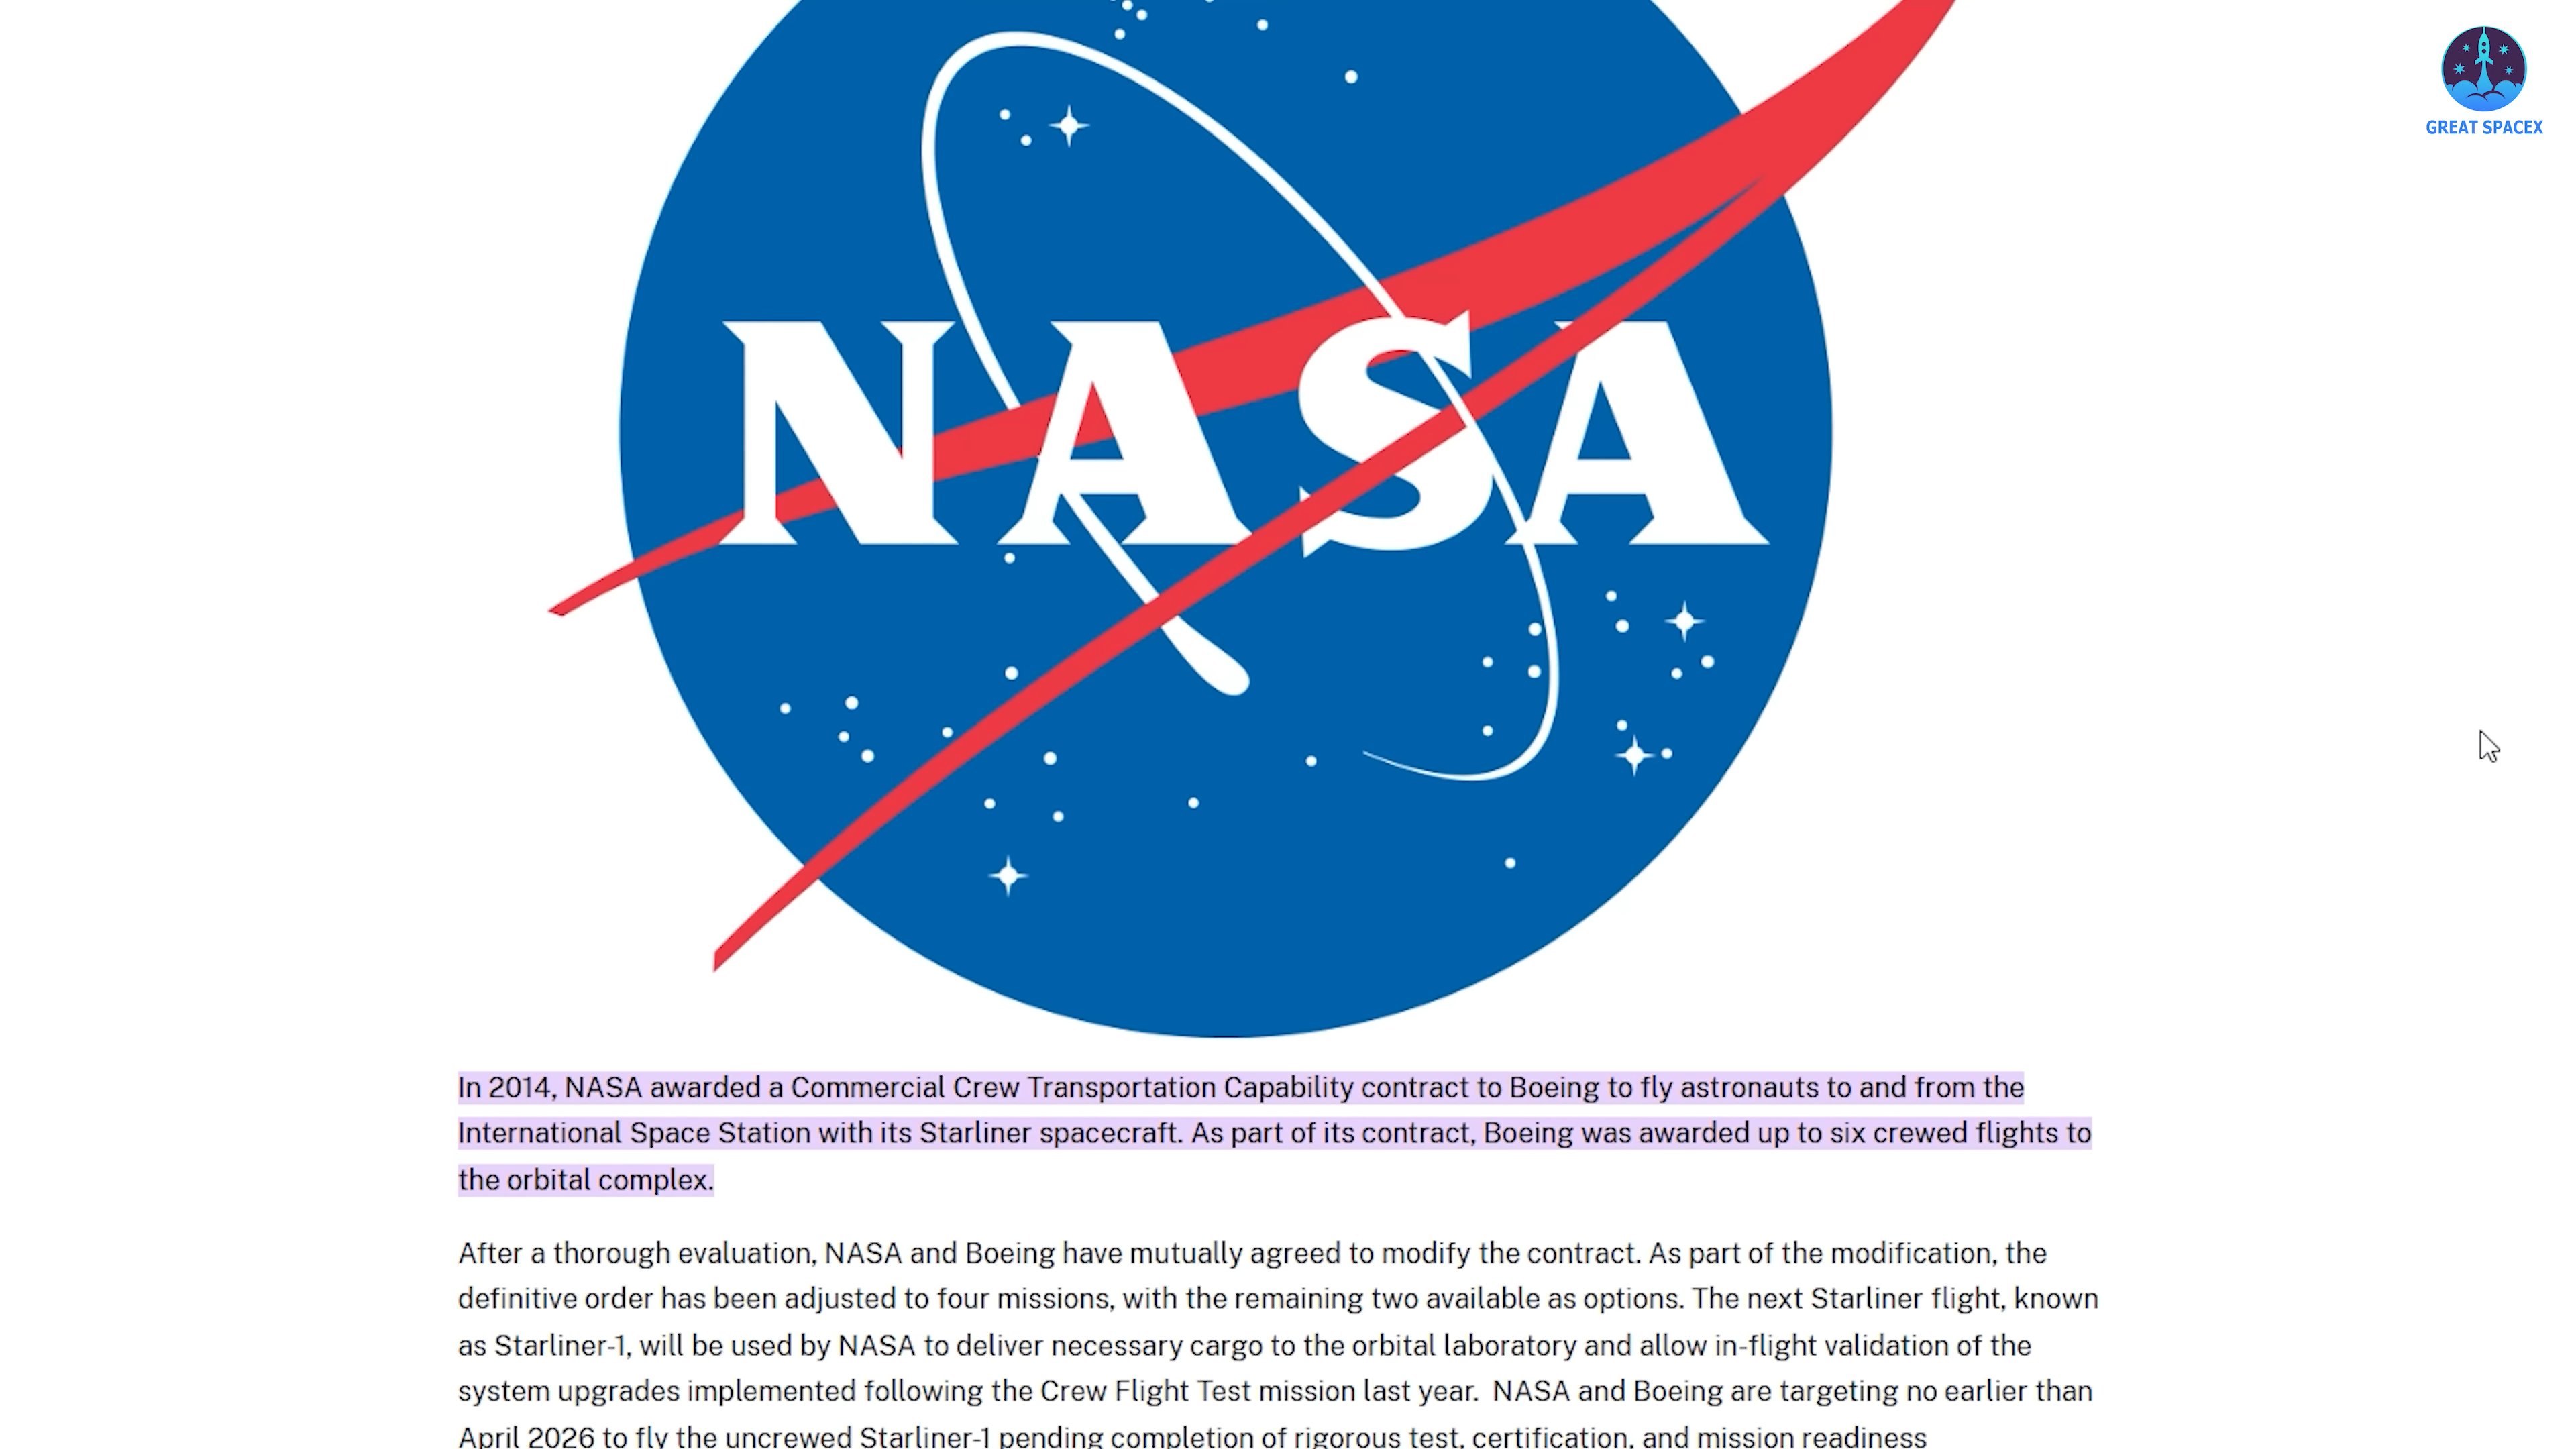 GREAT SPACEX
NASA
In 2014, NASA awarded a Commercial Crew Transportation Capability contract to Boeing to fly astronauts to and from the
International Space Station with its Starliner spacecraft. As part of its contract, Boeing was awarded up to six crewed flights to
the orbital complex.
After a thorough evaluation, NASA and Boeing have mutually agreed to modify the contract. As part of the modification, the
definitive order has been adjusted to four missions, with the remaining two available as options. The next Starliner flight, known
as Starliner-1, will be used by NASA to deliver necessary cargo to the orbital laboratory and allow in-flight validation of the
system upgrades implemented following the Crew Flight Test mission last year. NASA and Boeing are targeting no earlier than
April 2026 to fly the uncrewed Starliner-1 pending completion of rigorous test, certification, and mission readiness